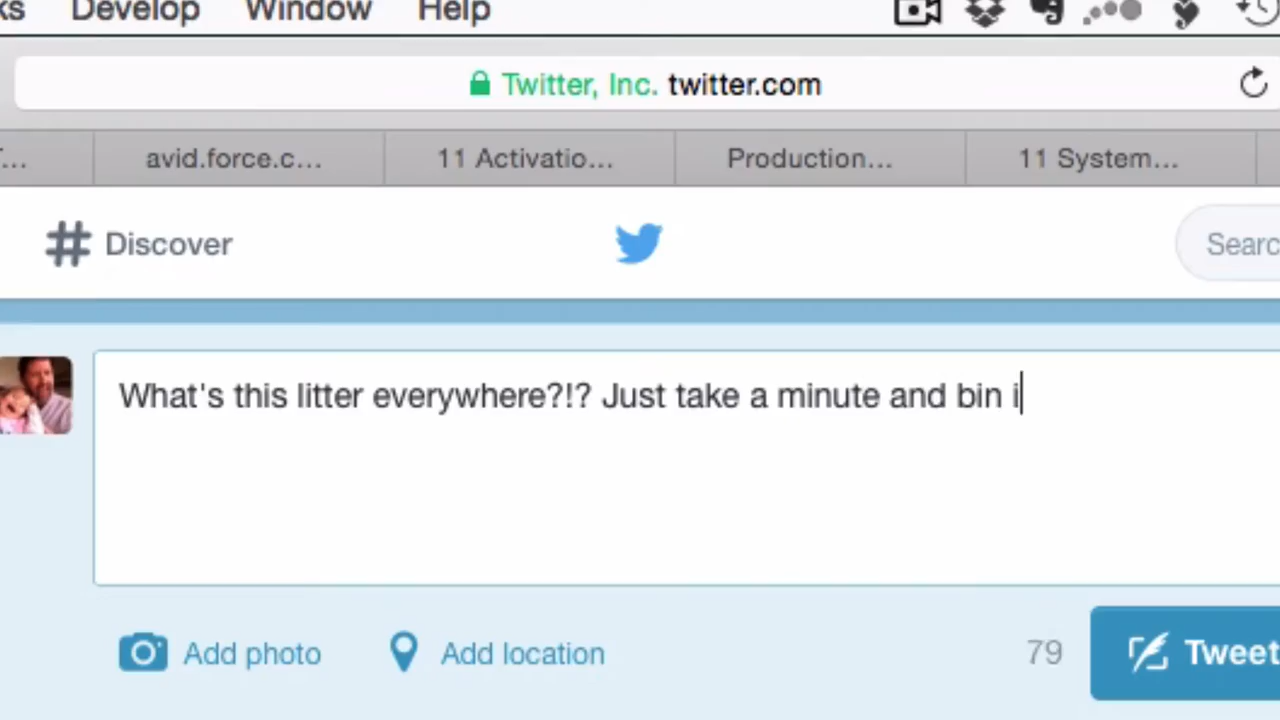 Develop Window Help
Twitter, Inc. twitter.com
avid.force.c... 11 Activatio... Production... 11 System...
# Discover
What's this litter everywhere?!? Just take a minute and bin i
Add photo Add location 79 Tweet